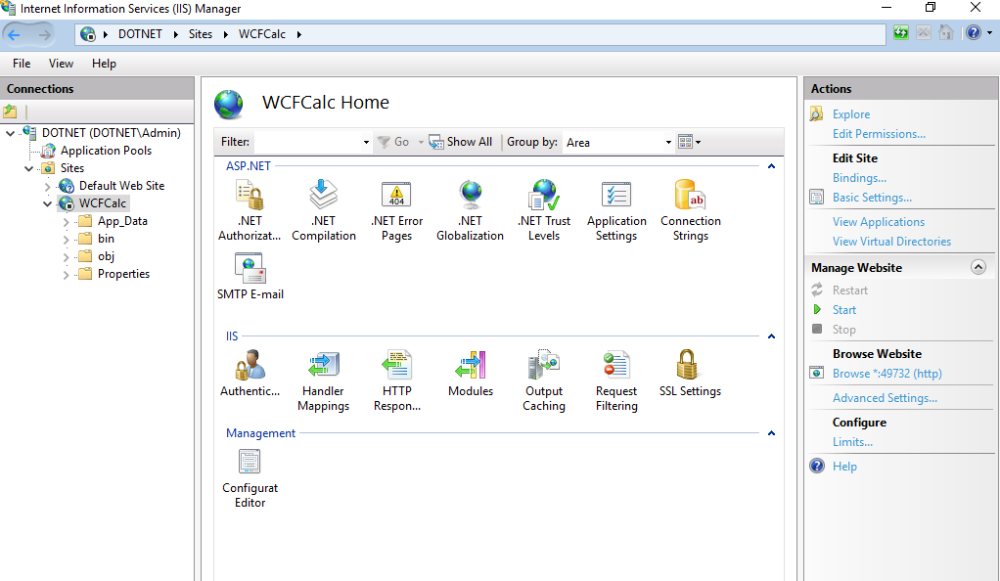 Internet Information Services (IIS) Manager
DOTNET Sites WCFCalc
File View Help
Connections
DOTNET (DOTNET\Admin)
Application Pools
Sites
Default Web Site
WCFCalc
App_Data
bin
obj
Properties
WCFCalc Home
Filter: Go Show All Group by: Area
ASP.NET
.NET Authorizat...
.NET Compilation
.NET Error Pages
404
.NET Globalization
.NET Trust Levels
Application Settings
Connection Strings
ab
SMTP E-mail
IIS
Authentic...
Handler Mappings
HTTP Respon...
Modules
Output Caching
Request Filtering
SSL Settings
Management
Configurat Editor
Actions
Explore
Edit Permissions...
Edit Site
Bindings...
Basic Settings...
View Applications
View Virtual Directories
Manage Website
Restart
Start
Stop
Browse Website
Browse *:49732 (http)
Advanced Settings...
Configure
Limits...
Help